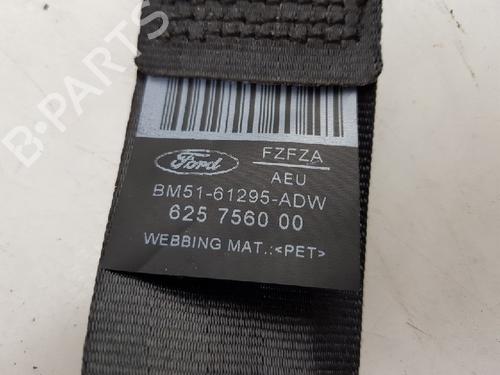 B-PARTS
Ford
FZFZA
AEU
BM51-61295-ADW
625 7560 00
WEBBING MAT.:<PET>